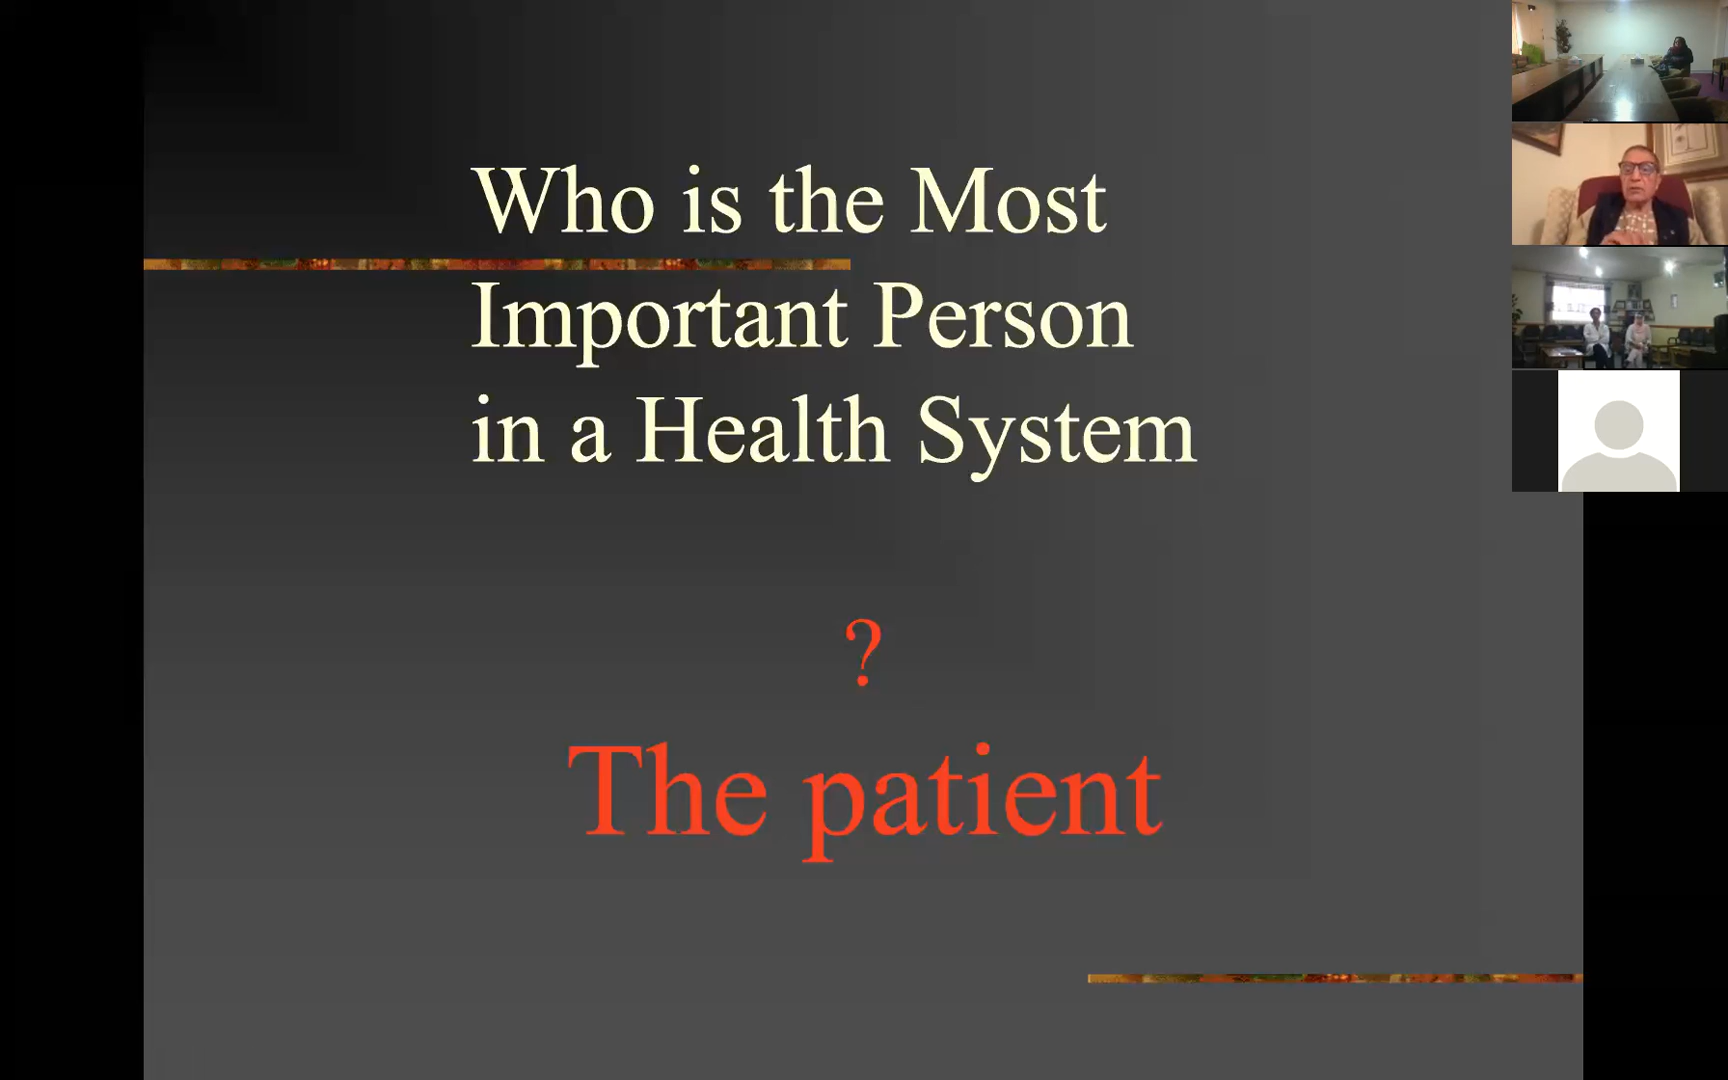 Who is the Most
Important Person
in a Health System
?
The patient